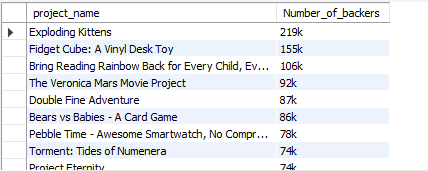 project_name Number_of_backers
Exploding Kittens 219k
Fidget Cube: A Vinyl Desk Toy 155k
Bring Reading Rainbow Back for Every Child, Ev... 106k
The Veronica Mars Movie Project 92k
Double Fine Adventure 87k
Bears vs Babies - A Card Game 86k
Pebble Time - Awesome Smartwatch, No Compr... 78k
Torment: Tides of Numenera 74k
Project Eternity 74k